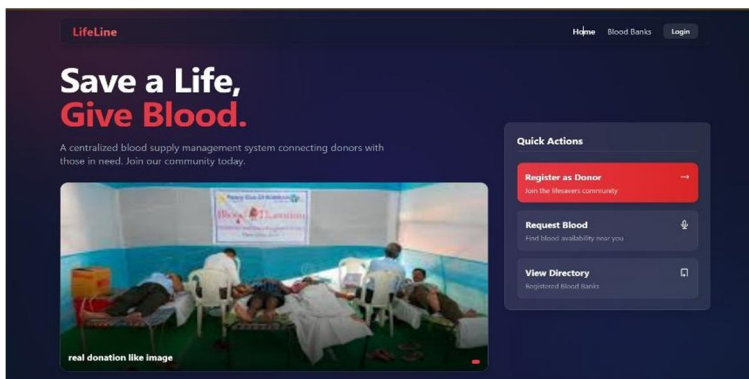 LifeLine
Home Blood Banks Login
Save a Life,
Give Blood.
A centralized blood supply management system connecting donors with
those in need. Join our community today.
Quick Actions
Register as Donor →
Join the lifesavers community
Request Blood
Find blood availability near you
View Directory
Registered Blood Banks
Blood Donation
real donation like image